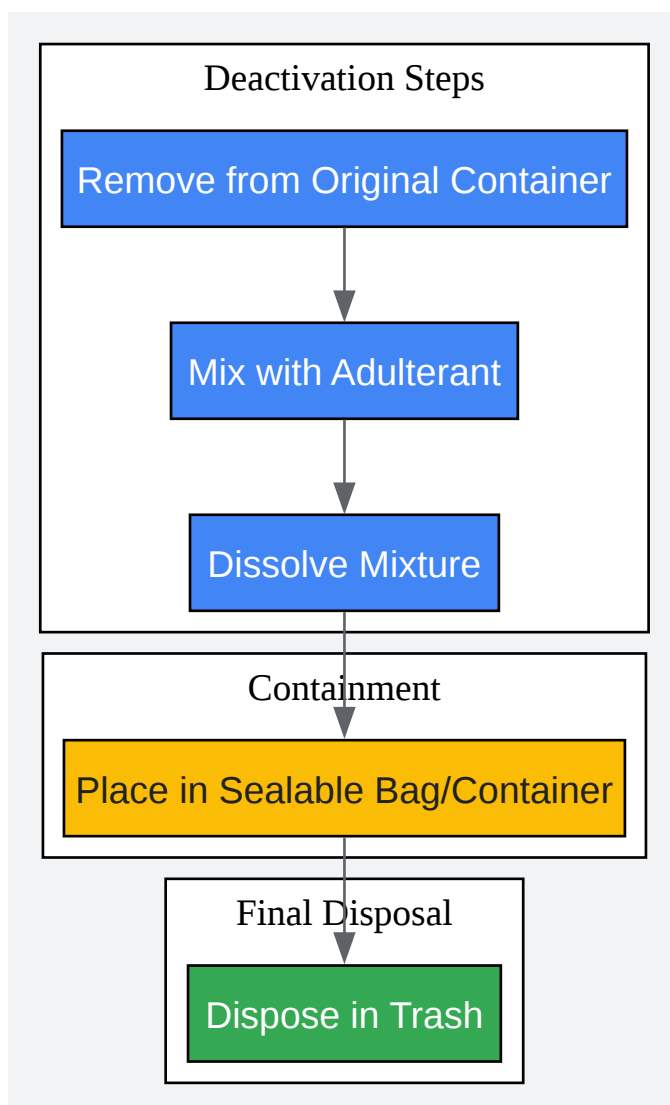 Deactivation Steps
Remove from Original Container
Mix with Adulterant
Dissolve Mixture
Containment
Place in Sealable Bag/Container
Final Disposal
Dispose in Trash